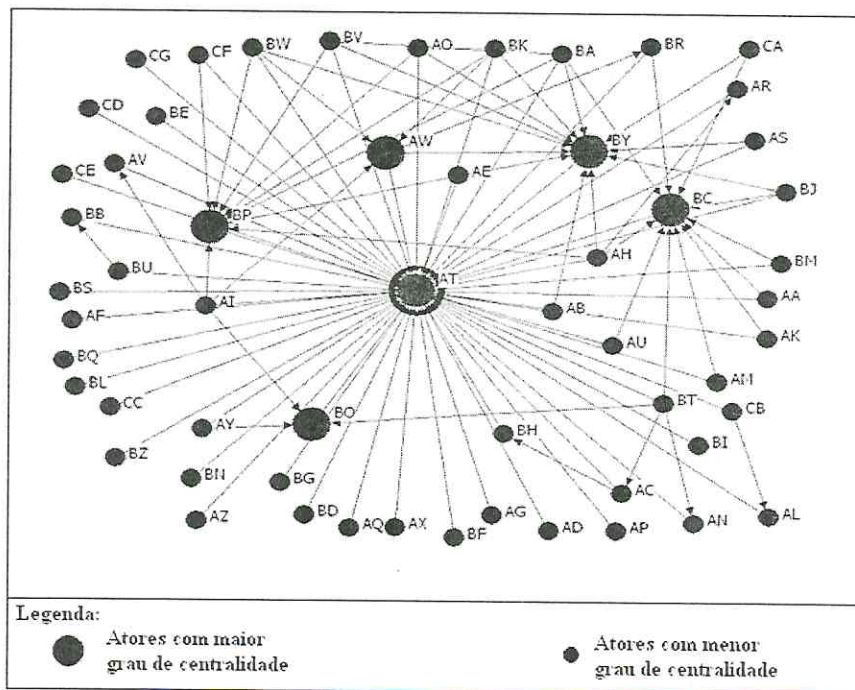 CG
CF
BW
BV
AO
BK
BA
BR
CA
AR
CD
BE
AS
AW
BY
CE
AV
AE
BC
BJ
BB
BP
AH
BU
BM
BS
AI
AT
AB
AA
AF
AU
AK
BQ
BL
AM
CC
BT
CB
AY
BO
BH
BI
BZ
BN
BG
AC
AZ
BD
AQ
AX
BF
AG
AD
AP
AN
AL
Legenda:
Atores com maior
grau de centralidade
Atores com menor
grau de centralidade